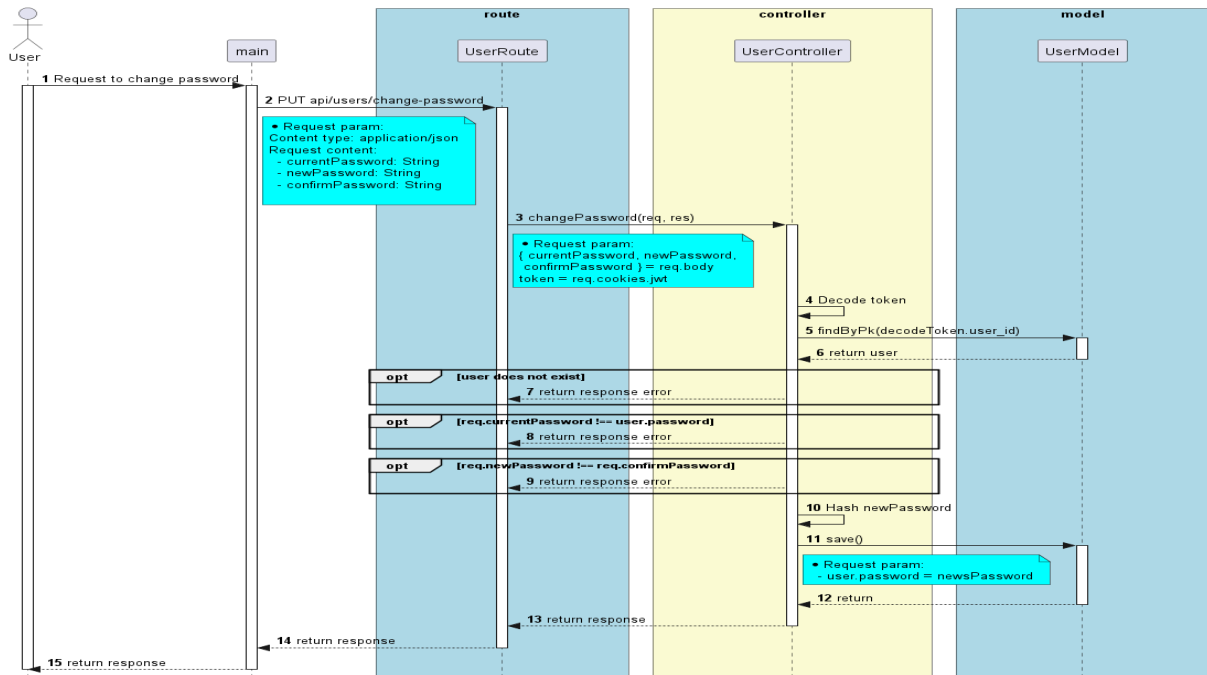 route
controller
model
User
main
UserRoute
UserController
UserModel
1 Request to change password
2 PUT api/users/change-password
• Request param:
Content type: application/json
Request content:
- currentPassword: String
- newPassword: String
- confirmPassword: String
3 changePassword(req, res)
• Request param:
{ currentPassword, newPassword,
confirmPassword } = req.body
token = req.cookies.jwt
4 Decode token
5 findByPk(decodeToken.user_id)
6 return user
opt [user does not exist]
7 return response error
opt [req.currentPassword !== user.password]
8 return response error
opt [req.newPassword !== req.confirmPassword]
9 return response error
10 Hash newPassword
11 save()
• Request param:
- user.password = newsPassword
12 return
13 return response
14 return response
15 return response